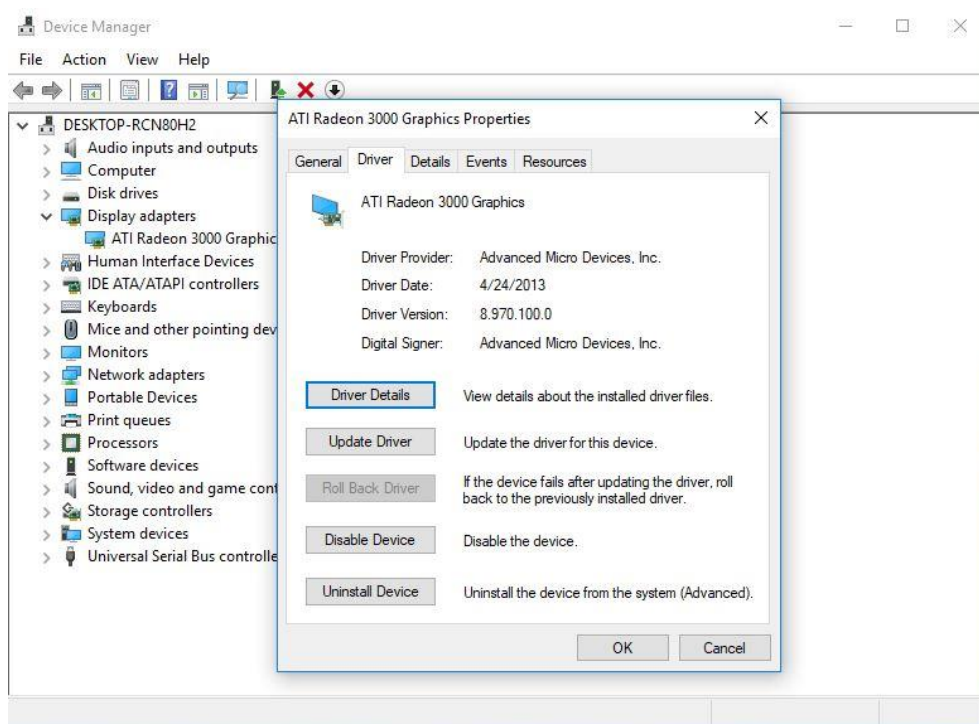 Device Manager
File Action View Help
DESKTOP-RCN80H2
Audio inputs and outputs
Computer
Disk drives
Display adapters
ATI Radeon 3000 Graphic
Human Interface Devices
IDE ATA/ATAPI controllers
Keyboards
Mice and other pointing dev
Monitors
Network adapters
Portable Devices
Print queues
Processors
Software devices
Sound, video and game cont
Storage controllers
System devices
Universal Serial Bus controlle
ATI Radeon 3000 Graphics Properties
General Driver Details Events Resources
ATI Radeon 3000 Graphics
Driver Provider: Advanced Micro Devices, Inc.
Driver Date: 4/24/2013
Driver Version: 8.970.100.0
Digital Signer: Advanced Micro Devices, Inc.
Driver Details View details about the installed driver files.
Update Driver Update the driver for this device.
Roll Back Driver If the device fails after updating the driver, roll
back to the previously installed driver.
Disable Device Disable the device.
Uninstall Device Uninstall the device from the system (Advanced).
OK Cancel